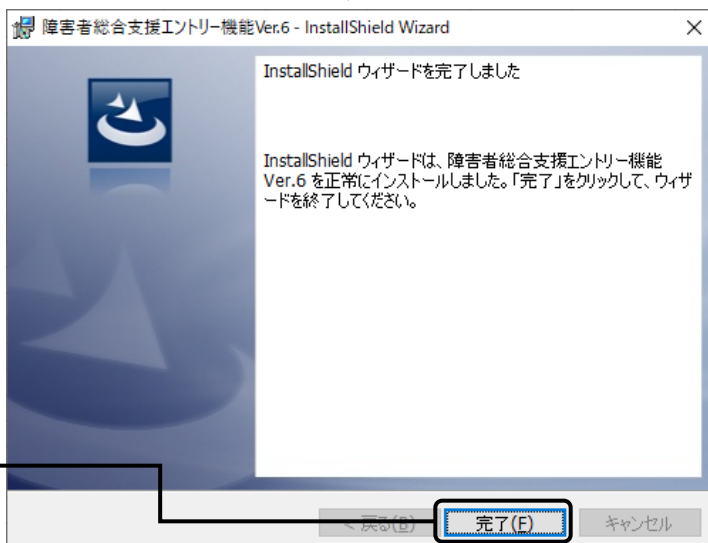 障害者総合支援エントリー機能Ver.6 - InstallShield Wizard
InstallShield ウィザードを完了しました
InstallShield ウィザードは、障害者総合支援エントリー機能
Ver.6 を正常にインストールしました。「完了」をクリックして、ウィザ
ードを終了してください。
< 戻る(B) 完了(F) キャンセル